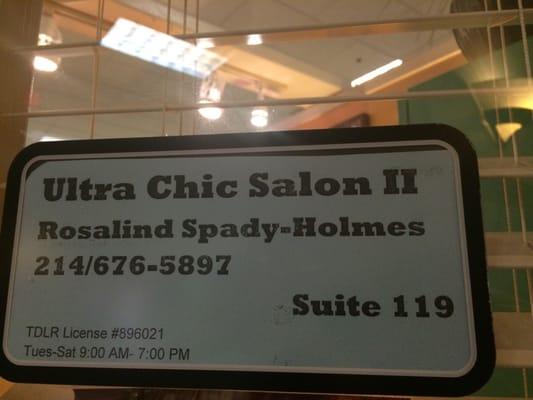 Ultra Chic Salon II
Rosalind Spady-Holmes
214/676-5897
Suite 119
TDLR License #896021
Tues-Sat 9:00 AM- 7:00 PM